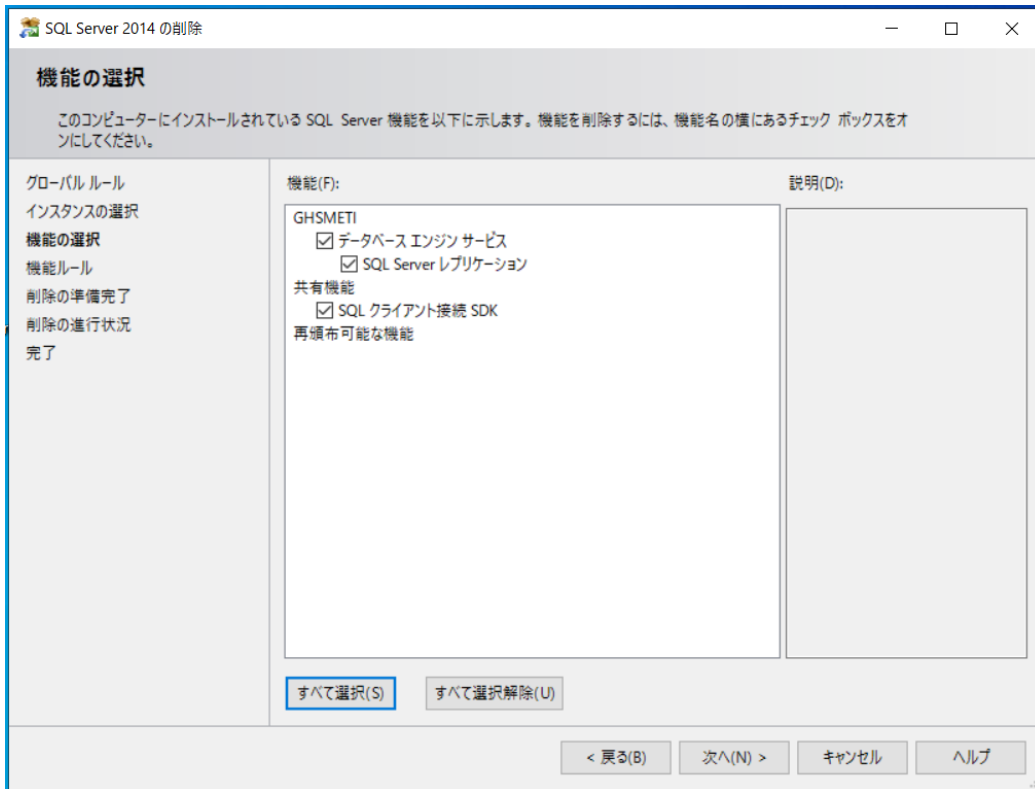 SQL Server 2014 の削除
機能の選択
このコンピューターにインストールされている SQL Server 機能を以下に示します。機能を削除するには、機能名の横にあるチェック ボックスをオ
ンにしてください。
グローバル ルール
インスタンスの選択
機能の選択
機能ルール
削除の準備完了
削除の進行状況
完了
機能(F):
GHSMETI
データベース エンジン サービス
SQL Server レプリケーション
共有機能
SQL クライアント接続 SDK
再頒布可能な機能
説明(D):
すべて選択(S)
すべて選択解除(U)
< 戻る(B)
次へ(N) >
キャンセル
ヘルプ